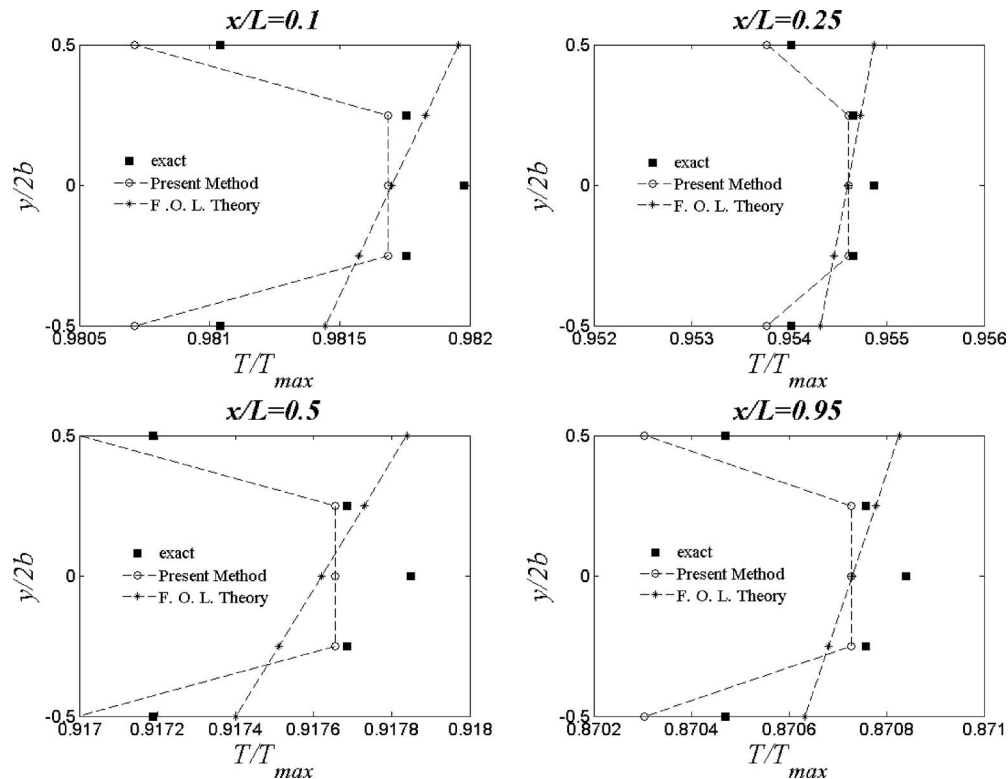 x/L=0.1
0.5
0
-0.5
y/2b
exact
Present Method
F .O. L. Theory
0.9805 0.981 0.9815 0.982
T/T max
x/L=0.25
0.5
0
-0.5
y/2b
exact
Present Method
F. O. L. Theory
0.952 0.953 0.954 0.955 0.956
T/T max
x/L=0.5
0.5
0
-0.5
y/2b
exact
Present Method
F. O. L. Theory
0.917 0.9172 0.9174 0.9176 0.9178 0.918
T/T max
x/L=0.95
0.5
0
-0.5
y/2b
exact
Present Method
F. O. L. Theory
0.8702 0.8704 0.8706 0.8708 0.871
T/T max